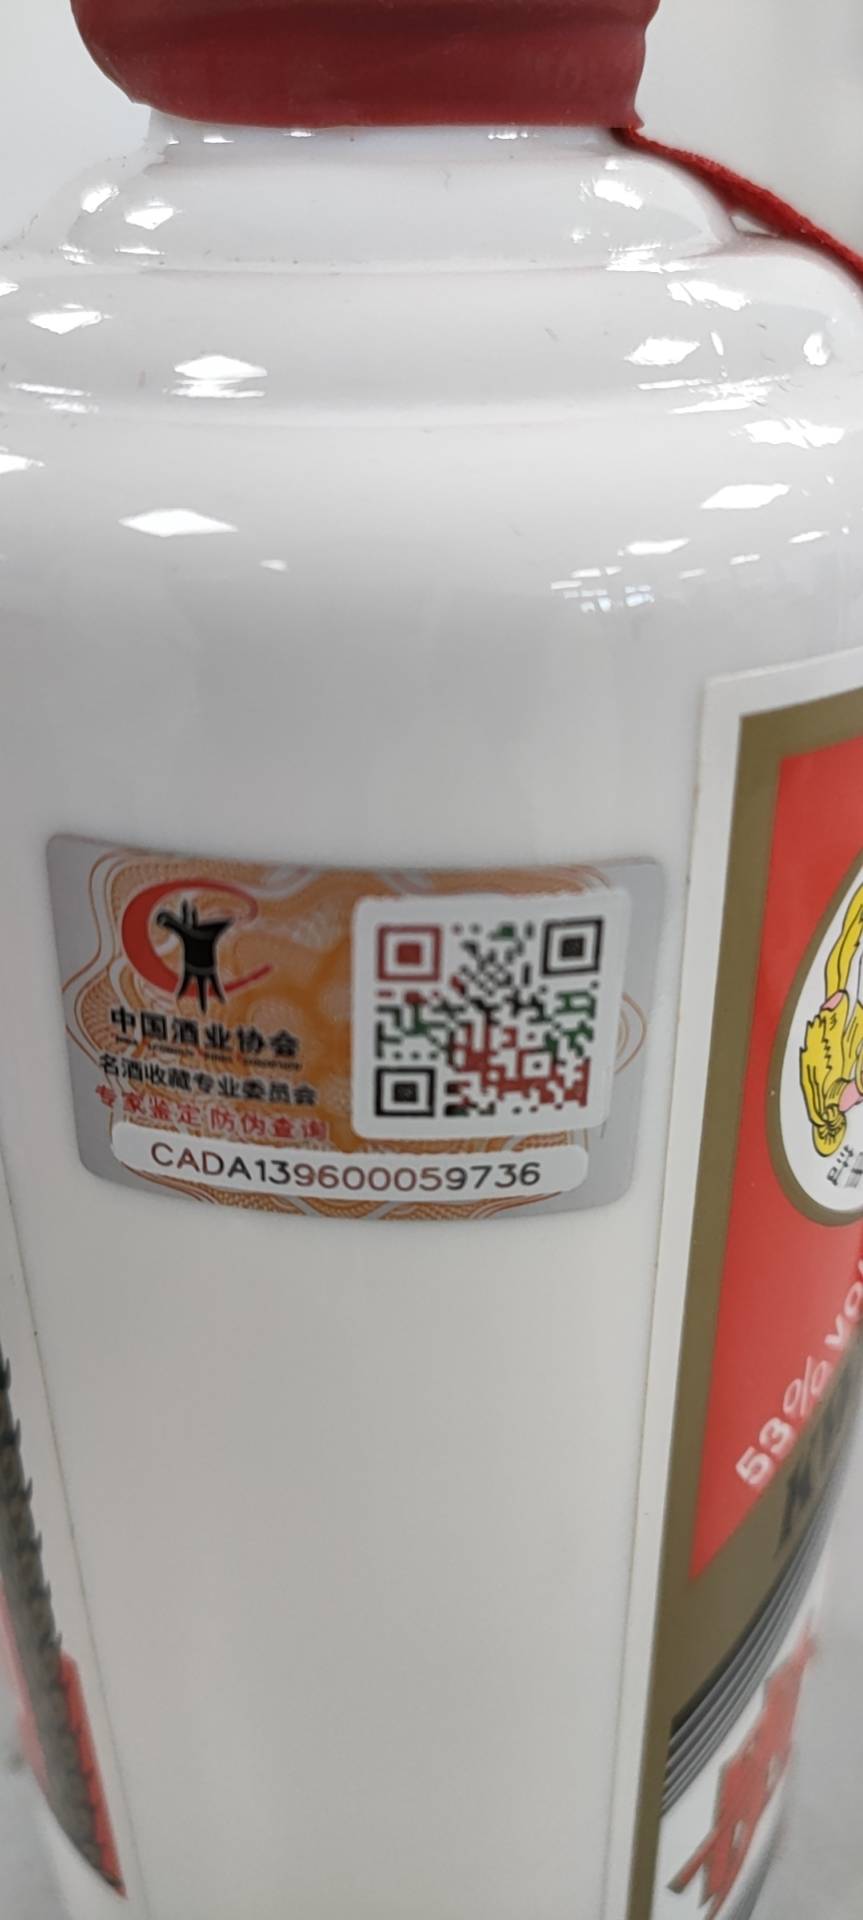 中国酒业协会
名酒收藏专业委员会
专家鉴定 防伪查询
CADA139600059736
53% vol